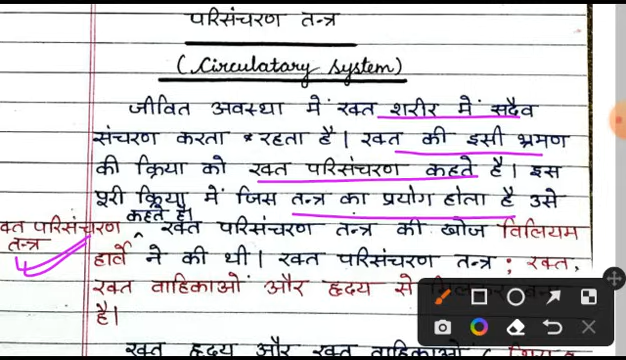 परिसंचरण तन्त्र
(Circulatary System)
जीवित अवस्था में रक्त शरीर में सदैव
संचरण करता रहता है। रक्त की इसी भ्रमण
की क्रिया को रक्त परिसंचरण कहते है। इस
पूरी क्रिया में जिस तन्त्र का प्रयोग होता है उसे
रक्त परिसंचरण तन्त्र
कहते है।
रक्त परिसंचरण तन्त्र की खोज विलियम
हार्वे ने की थी। रक्त परिसंचरण तन्त्र ; रक्त,
रक्त वाहिकाओं और हृदय से
है।
रक्त हृदय और रक्त वाहिकाओं